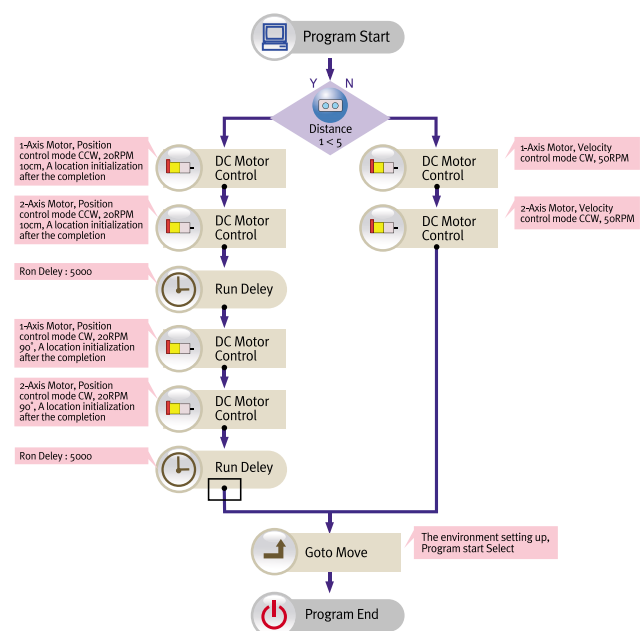 Program Start
Y N
Distance
1 < 5
1-Axis Motor, Position
control mode CCW, 20RPM
10cm, A location initialization
after the completion
DC Motor
Control
2-Axis Motor, Position
control mode CCW, 20RPM
10cm, A location initialization
after the completion
DC Motor
Control
Ron Deley : 5000
Run Deley
1-Axis Motor, Position
control mode CW, 20RPM
90˚, A location initialization
after the completion
DC Motor
Control
2-Axis Motor, Position
control mode CW, 20RPM
90˚, A location initialization
after the completion
DC Motor
Control
Ron Deley : 5000
Run Deley
DC Motor
Control
1-Axis Motor, Velocity
control mode CW, 50RPM
DC Motor
Control
2-Axis Motor, Velocity
control mode CCW, 50RPM
Goto Move
The environment setting up,
Program start Select
Program End